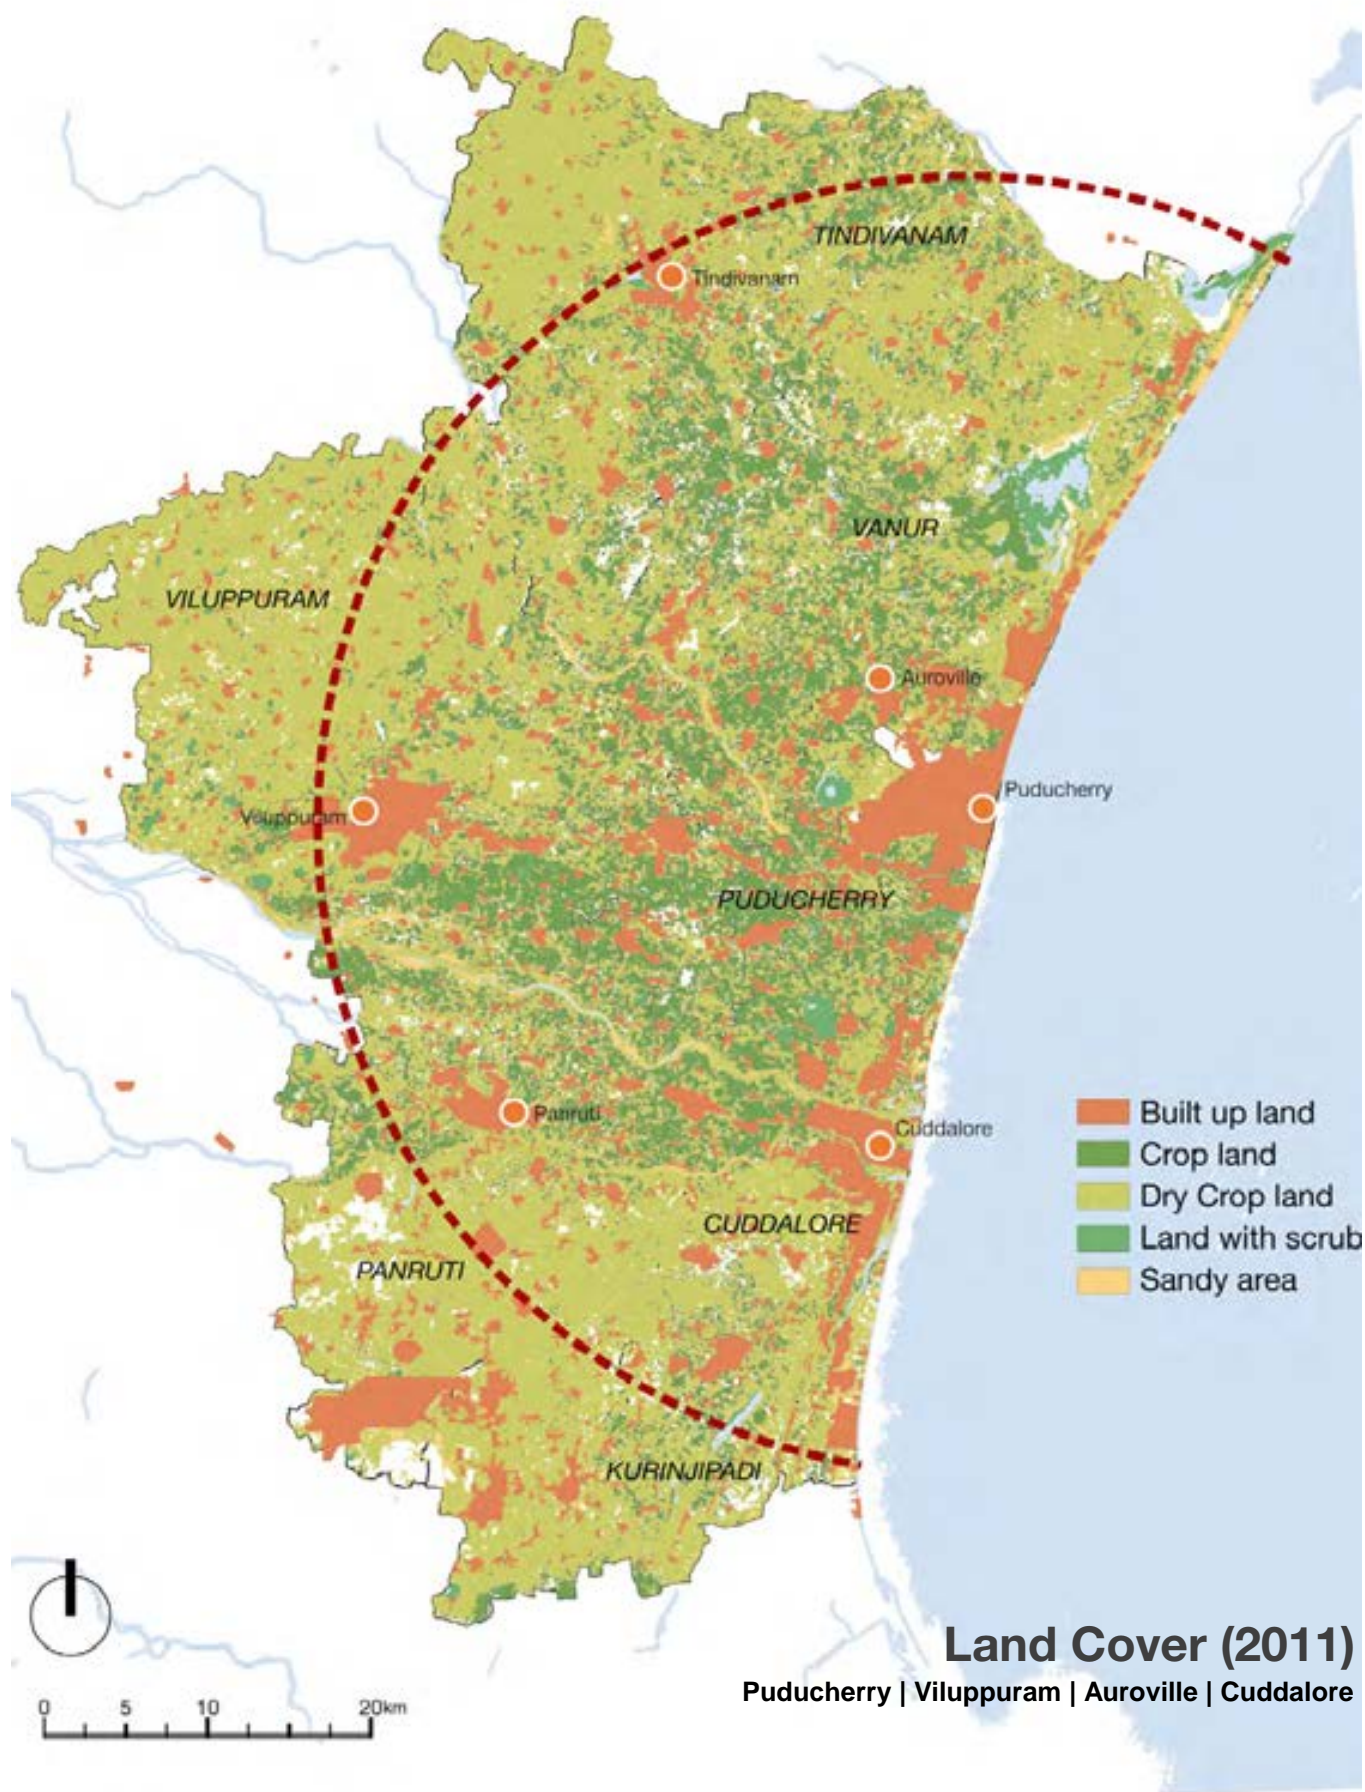 TINDIVANAM
Tindivanam
VANUR
VILUPPURAM
Auroville
Puducherry
Viluppuram
PUDUCHERRY
Panruti
Cuddalore
Built up land
Crop land
Dry Crop land
Land with scrub
Sandy area
CUDDALORE
PANRUTI
KURINJIPADI
Land Cover (2011)
Puducherry | Viluppuram | Auroville | Cuddalore
0 5 10 20km